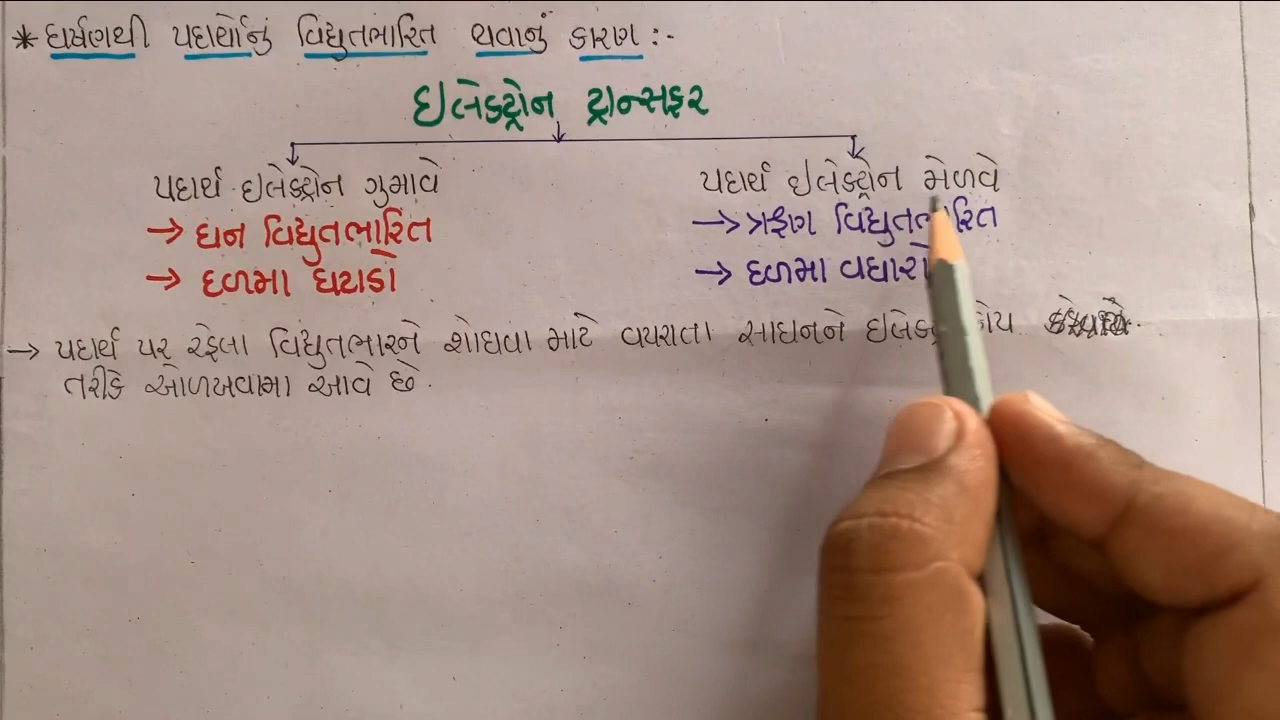 * ઘર્ષણથી પદાર્થોનું વિદ્યુતભારિત થવાનું કારણ :-
ઇલેક્ટ્રોન ટ્રાન્સફર
પદાર્થ ઇલેક્ટ્રોન ગુમાવે
→ ધન વિદ્યુતભારિત
→ દળમા ઘટાડો
પદાર્થ ઇલેક્ટ્રોન મેળવે
→ ઋણ વિદ્યુતભારિત
→ દળમા વધારો
→ પદાર્થ પર રહેલા વિદ્યુતભારને શોધવા માટે વપરાતા સાધનને
તરીકે ઓળખવામા આવે છે.